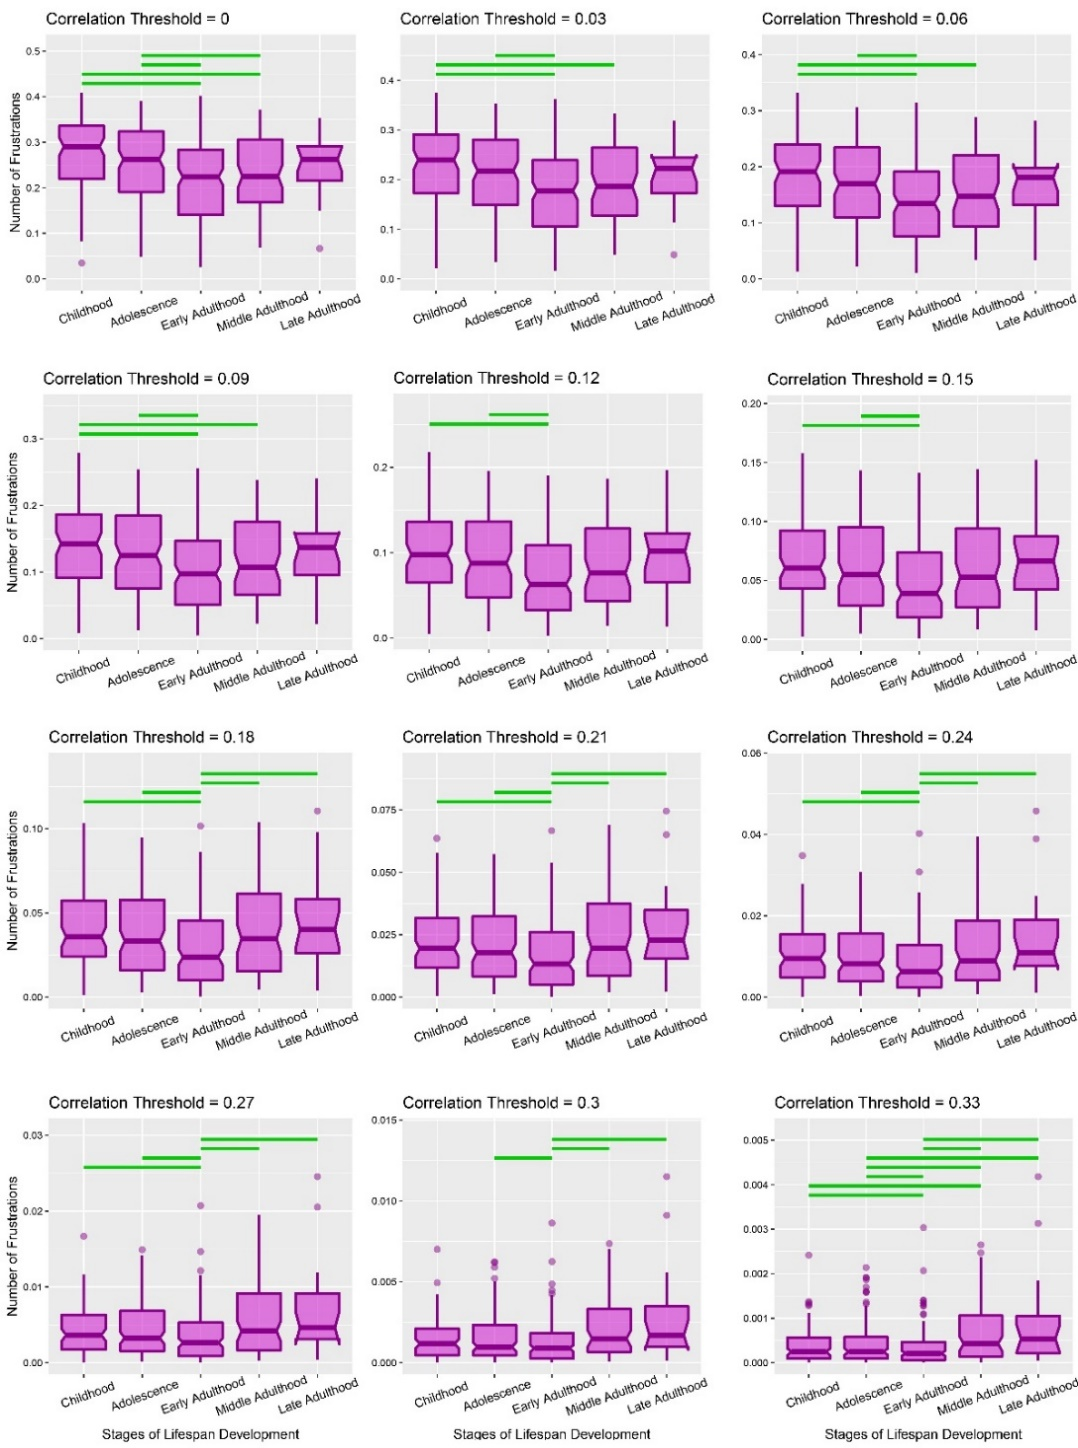 Correlation Threshold = 0
Correlation Threshold = 0.03
Correlation Threshold = 0.06
Number of Frustrations
0.5
0.4
0.3
0.2
0.1
0.0
0.4
0.3
0.2
0.1
0.0
0.4
0.3
0.2
0.1
0.0
Childhood Adolescence Early Adulthood Middle Adulthood Late Adulthood
Childhood Adolescence Early Adulthood Middle Adulthood Late Adulthood
Childhood Adolescence Early Adulthood Middle Adulthood Late Adulthood
Correlation Threshold = 0.09
Correlation Threshold = 0.12
Correlation Threshold = 0.15
Number of Frustrations
0.3
0.2
0.1
0.0
0.2
0.1
0.0
0.20
0.15
0.10
0.05
0.00
Childhood Adolescence Early Adulthood Middle Adulthood Late Adulthood
Childhood Adolescence Early Adulthood Middle Adulthood Late Adulthood
Childhood Adolescence Early Adulthood Middle Adulthood Late Adulthood
Correlation Threshold = 0.18
Correlation Threshold = 0.21
Correlation Threshold = 0.24
Number of Frustrations
0.10
0.05
0.00
0.075
0.050
0.025
0.000
0.06
0.04
0.02
0.00
Childhood Adolescence Early Adulthood Middle Adulthood Late Adulthood
Childhood Adolescence Early Adulthood Middle Adulthood Late Adulthood
Childhood Adolescence Early Adulthood Middle Adulthood Late Adulthood
Correlation Threshold = 0.27
Correlation Threshold = 0.3
Correlation Threshold = 0.33
Number of Frustrations
0.03
0.02
0.01
0.00
0.015
0.010
0.005
0.000
0.005
0.004
0.003
0.002
0.001
0.000
Childhood Adolescence Early Adulthood Middle Adulthood Late Adulthood
Childhood Adolescence Early Adulthood Middle Adulthood Late Adulthood
Childhood Adolescence Early Adulthood Middle Adulthood Late Adulthood
Stages of Lifespan Development
Stages of Lifespan Development
Stages of Lifespan Development